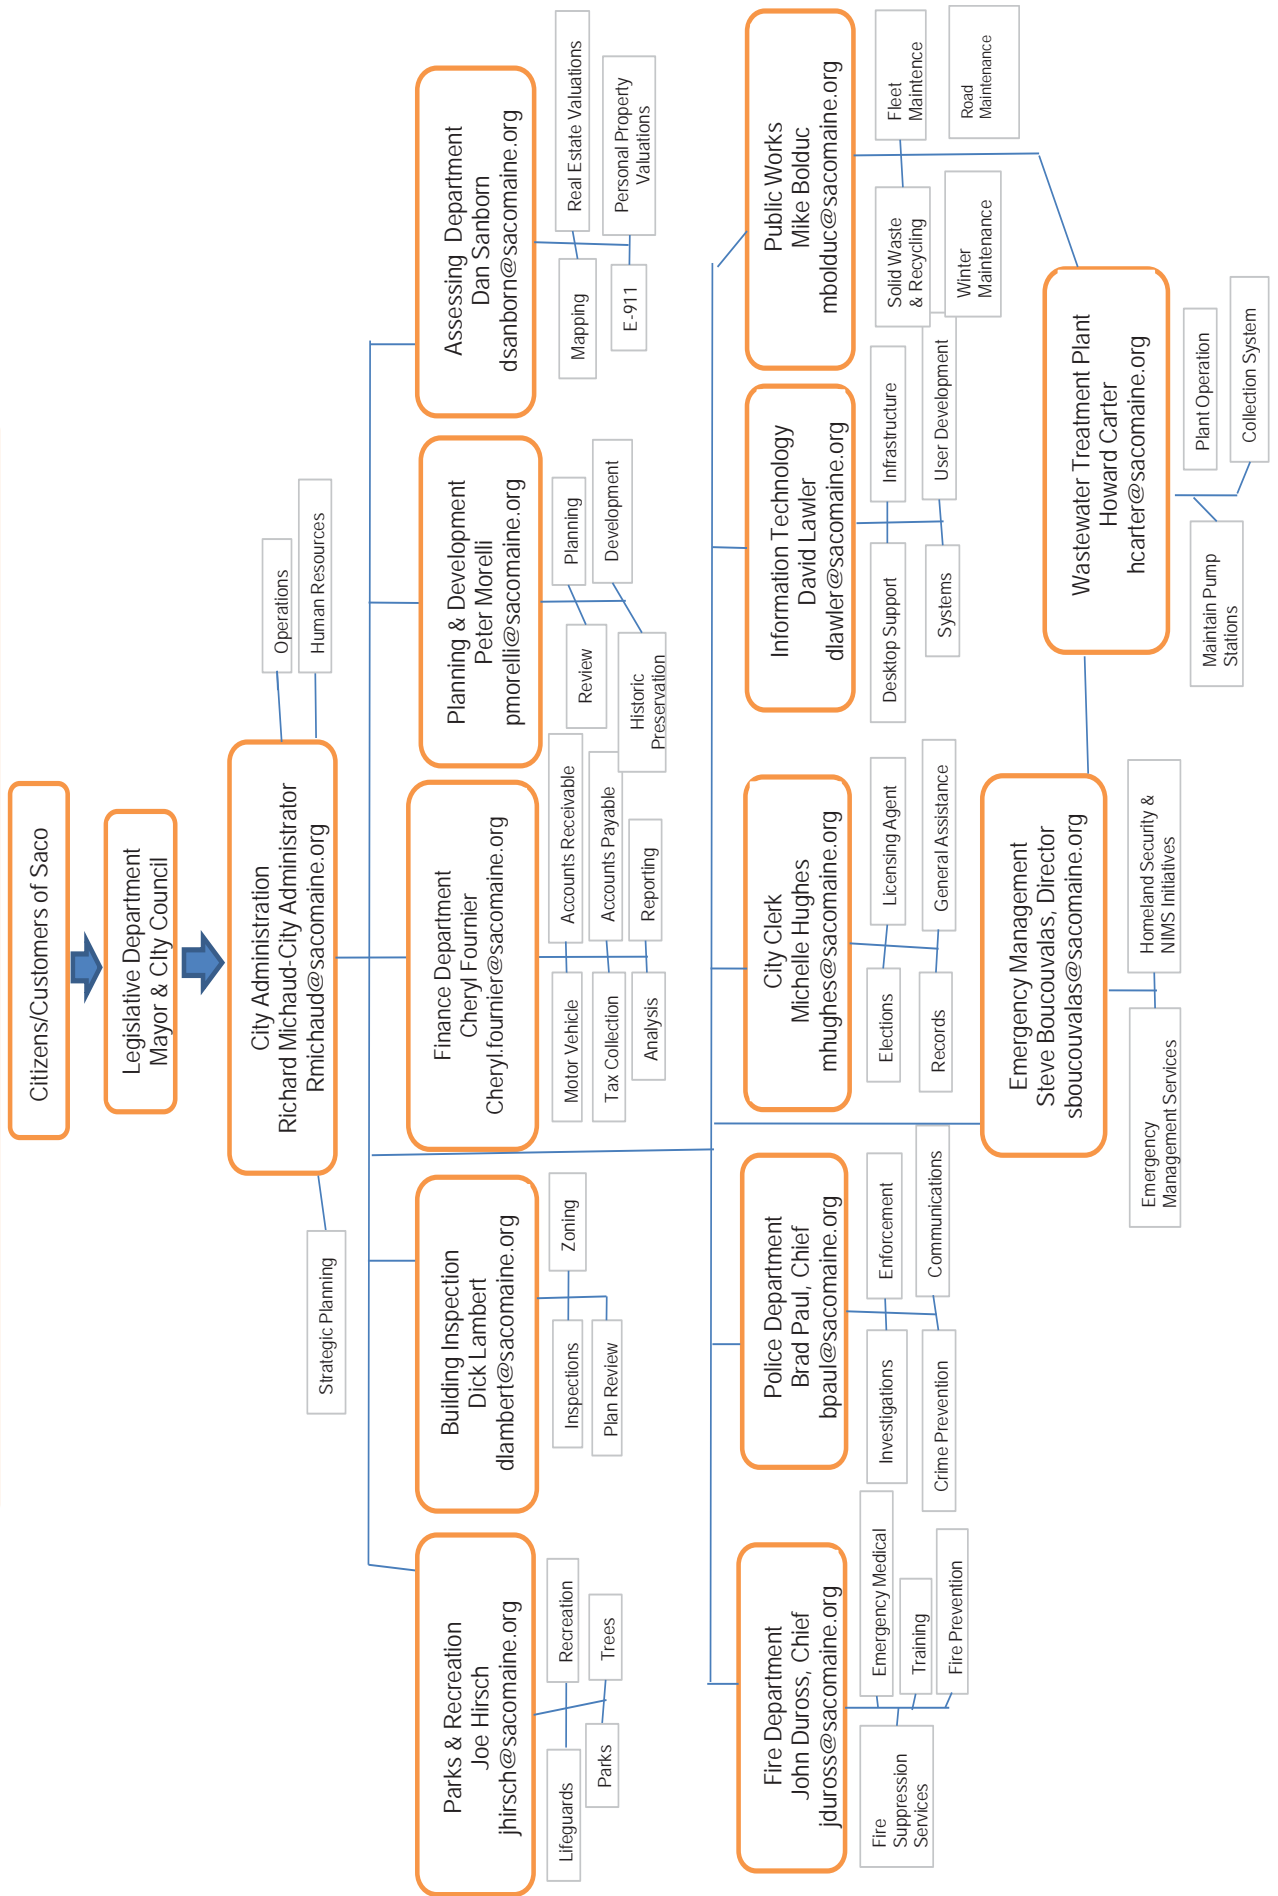 Citizens/Customers of Saco
Legislative Department
Mayor & CIty Council
City Administration
Richard Michaud-City Administrator
Rmichaud@sacomaine.org
Strategic Planning
Operations
Human Resources
Parks & Recreation
Joe Hirsch
jhirsch@sacomaine.org
Lifeguards
Recreation
Parks
Trees
Building Inspection
Dick Lambert
dlambert@sacomaine.org
Inspections
Zoning
Plan Review
Finance Department
Cheryl Fournier
Cheryl.fournier@sacomaine.org
Motor Vehicle
Accounts Receivable
Tax Collection
Accounts Payable
Analysis
Reporting
Planning & Development
Peter Morelli
pmorelli@sacomaine.org
Review
Planning
Historic
Preservation
Development
Assessing  Department
Dan Sanborn
dsanborn@sacomaine.org
Mapping
Real Estate Valuations
E-911
Personal Property
Valuations
Fire Department
John Duross, Chief
jduross@sacomaine.org
Fire
Suppression
Services
Emergency Medical
Training
Fire Prevention
Police Department
Brad Paul, Chief
bpaul@sacomaine.org
Investigations
Enforcement
Crime Prevention
Communications
City Clerk
Michelle Hughes
mhughes@sacomaine.org
Elections
Licensing Agent
Records
General Assistance
Information Technology
David Lawler
dlawler@sacomaine.org
Desktop Support
Infrastructure
Systems
User Development
Public Works
Mike Bolduc
mbolduc@sacomaine.org
Solid Waste
& Recycling
Fleet
Maintence
Winter
Maintenance
Road
Maintenance
Emergency Management
Steve Boucouvalas, Director
sboucouvalas@sacomaine.org
Emergency
Management Services
Homeland Security &
NIMS Initiatives
Wastewater Treatment Plant
Howard Carter
hcarter@sacomaine.org
Maintain Pump
Stations
Plant Operation
Collection System